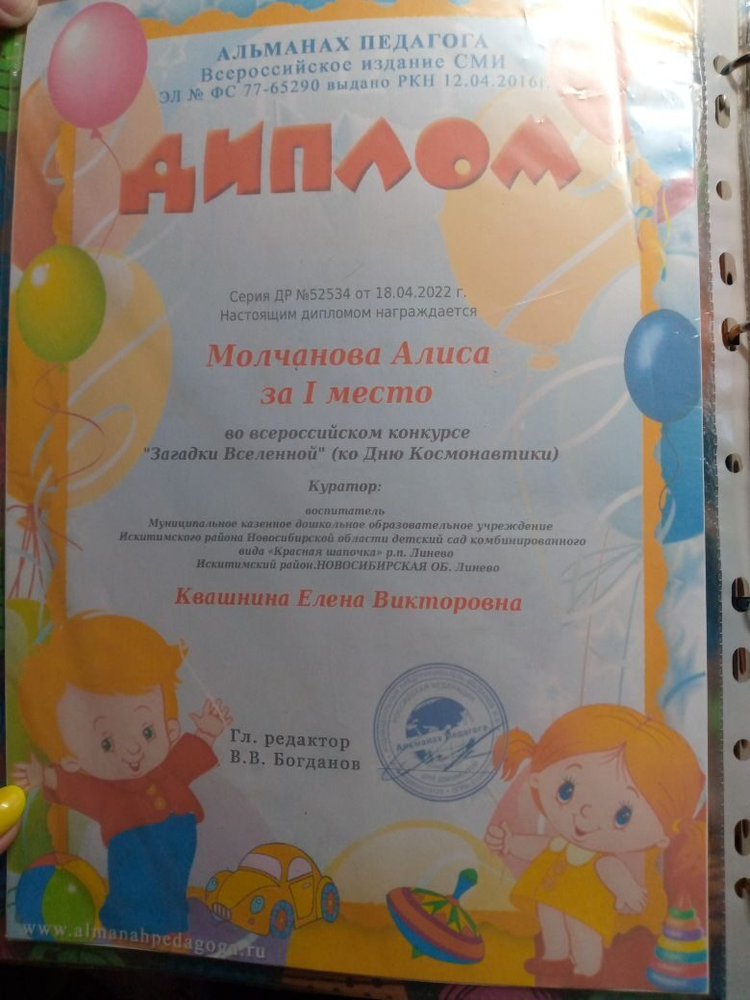 АЛЬМАНАХ ПЕДАГОГА
Всероссийское издание СМИ
ЭЛ № ФС 77-65290 выдано РКН 12.04.2016г.
ДИПЛОМ
Серия ДР №52534 от 18.04.2022 г.
Настоящим дипломом награждается
Молчанова Алиса
за I место
во всероссийском конкурсе
"Загадки Вселенной" (ко Дню Космонавтики)
Куратор:
воспитатель
Муниципальное казенное дошкольное образовательное учреждение
Искитимского района Новосибирской области детский сад комбинированного
вида «Красная шапочка» р.п. Линево
Искитимский район.НОВОСИБИРСКАЯ ОБ. Линево
Квашнина Елена Викторовна
Гл. редактор
В.В. Богданов
РОССИЙСКАЯ ФЕДЕРАЦИЯ
Альманах Педагога
www.almanahpedagoga.ru